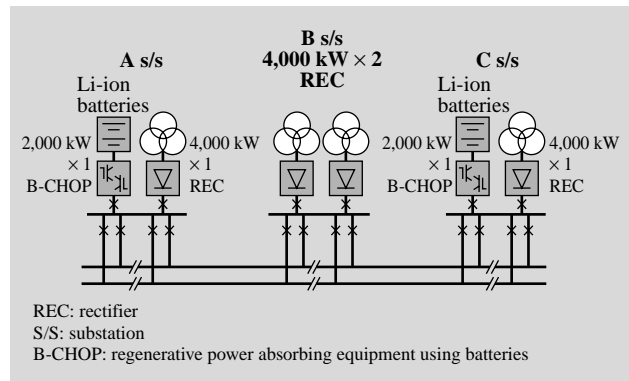 A s/s
Li-ion
batteries
2,000 kW
× 1
B-CHOP
4,000 kW
× 1
REC
B s/s
4,000 kW × 2
REC
C s/s
Li-ion
batteries
2,000 kW
× 1
B-CHOP
4,000 kW
× 1
REC
REC: rectifier
S/S: substation
B-CHOP: regenerative power absorbing equipment using batteries